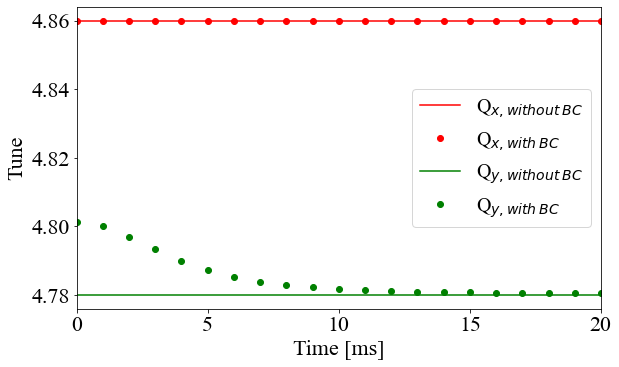 4.86
4.84
4.82
4.80
4.78
Tune
0 5 10 15 20
Time [ms]
Qx, without BC
Qx, with BC
Qy, without BC
Qy, with BC